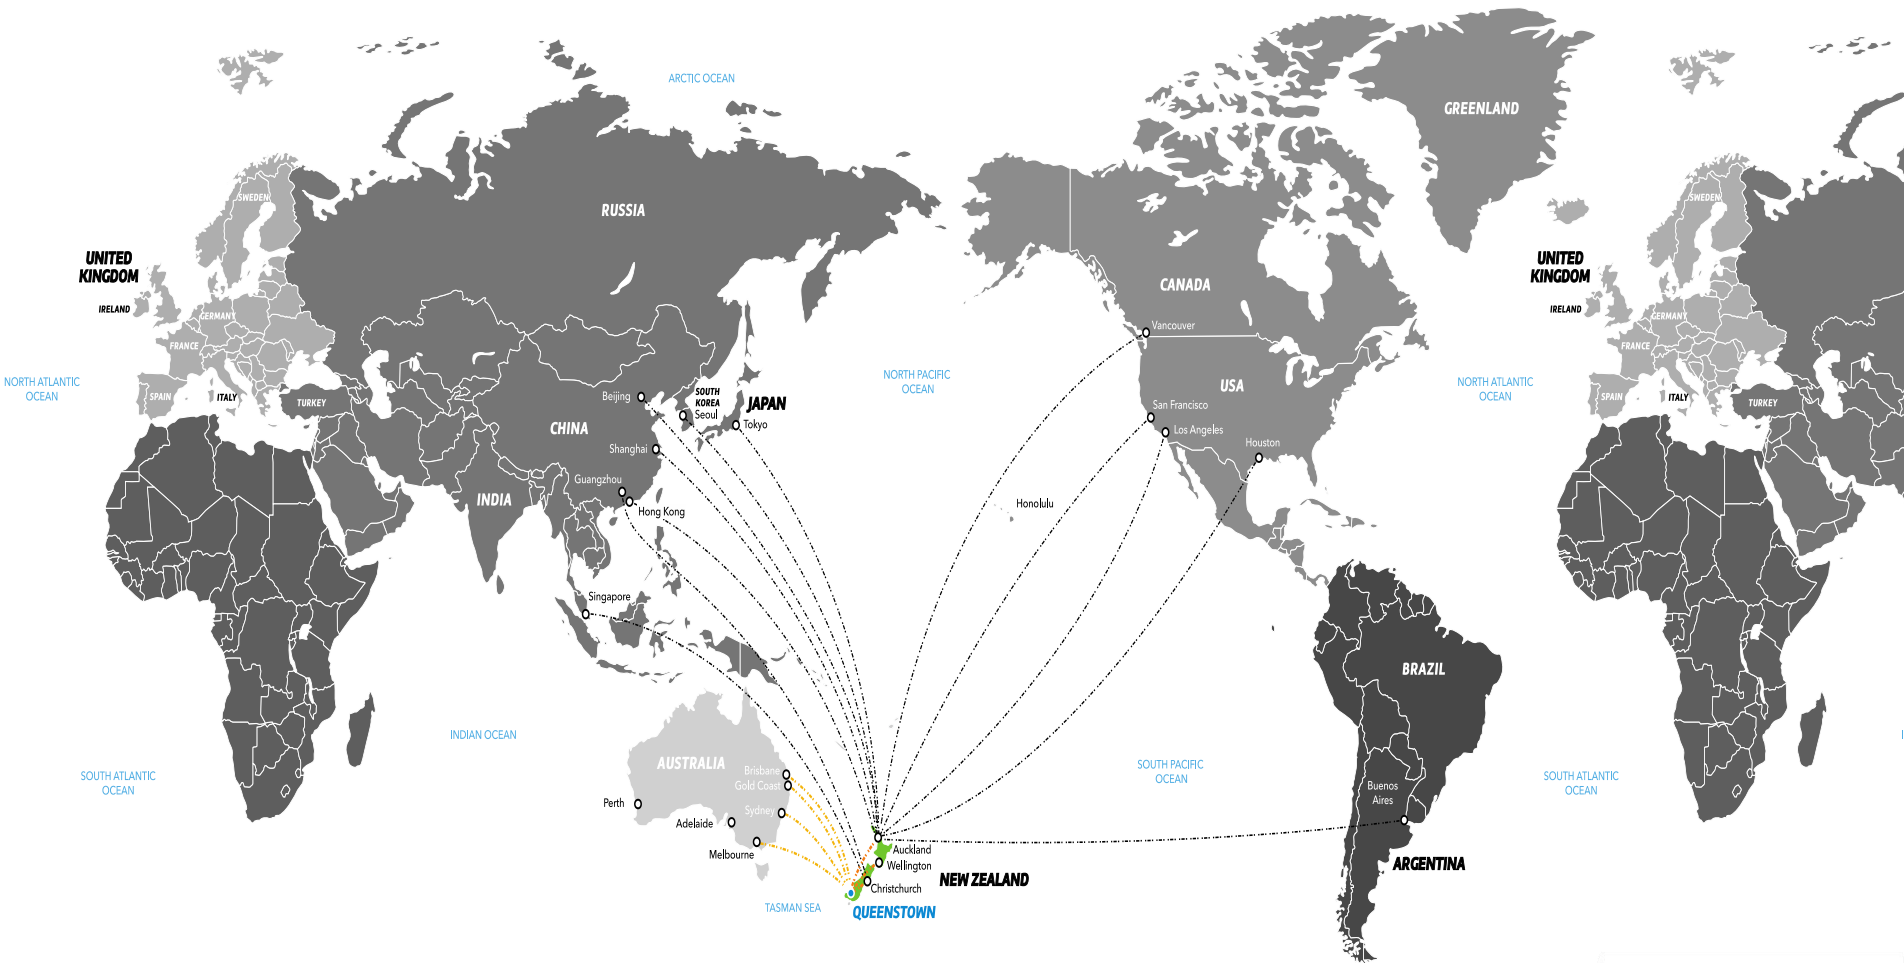 ARCTIC OCEAN
GREENLAND
SWEDEN
SWEDEN
RUSSIA
UNITED
KINGDOM
UNITED
KINGDOM
CANADA
IRELAND
IRELAND
GERMANY
GERMANY
Vancouver
FRANCE
FRANCE
NORTH ATLANTIC
OCEAN
NORTH PACIFIC
OCEAN
NORTH ATLANTIC
OCEAN
USA
SPAIN
ITALY
TURKEY
SPAIN
ITALY
TURKEY
Beijing
SOUTH
KOREA
Seoul
JAPAN
Tokyo
San Francisco
Los Angeles
Houston
CHINA
Shanghai
Guangzhou
Hong Kong
INDIA
Honolulu
Singapore
BRAZIL
INDIAN OCEAN
I
AUSTRALIA
Brisbane
Gold Coast
Sydney
Perth
Adelaide
Melbourne
SOUTH ATLANTIC
OCEAN
SOUTH PACIFIC
OCEAN
SOUTH ATLANTIC
OCEAN
Buenos
Aires
Auckland
Wellington
Christchurch
NEW ZEALAND
ARGENTINA
TASMAN SEA
QUEENSTOWN